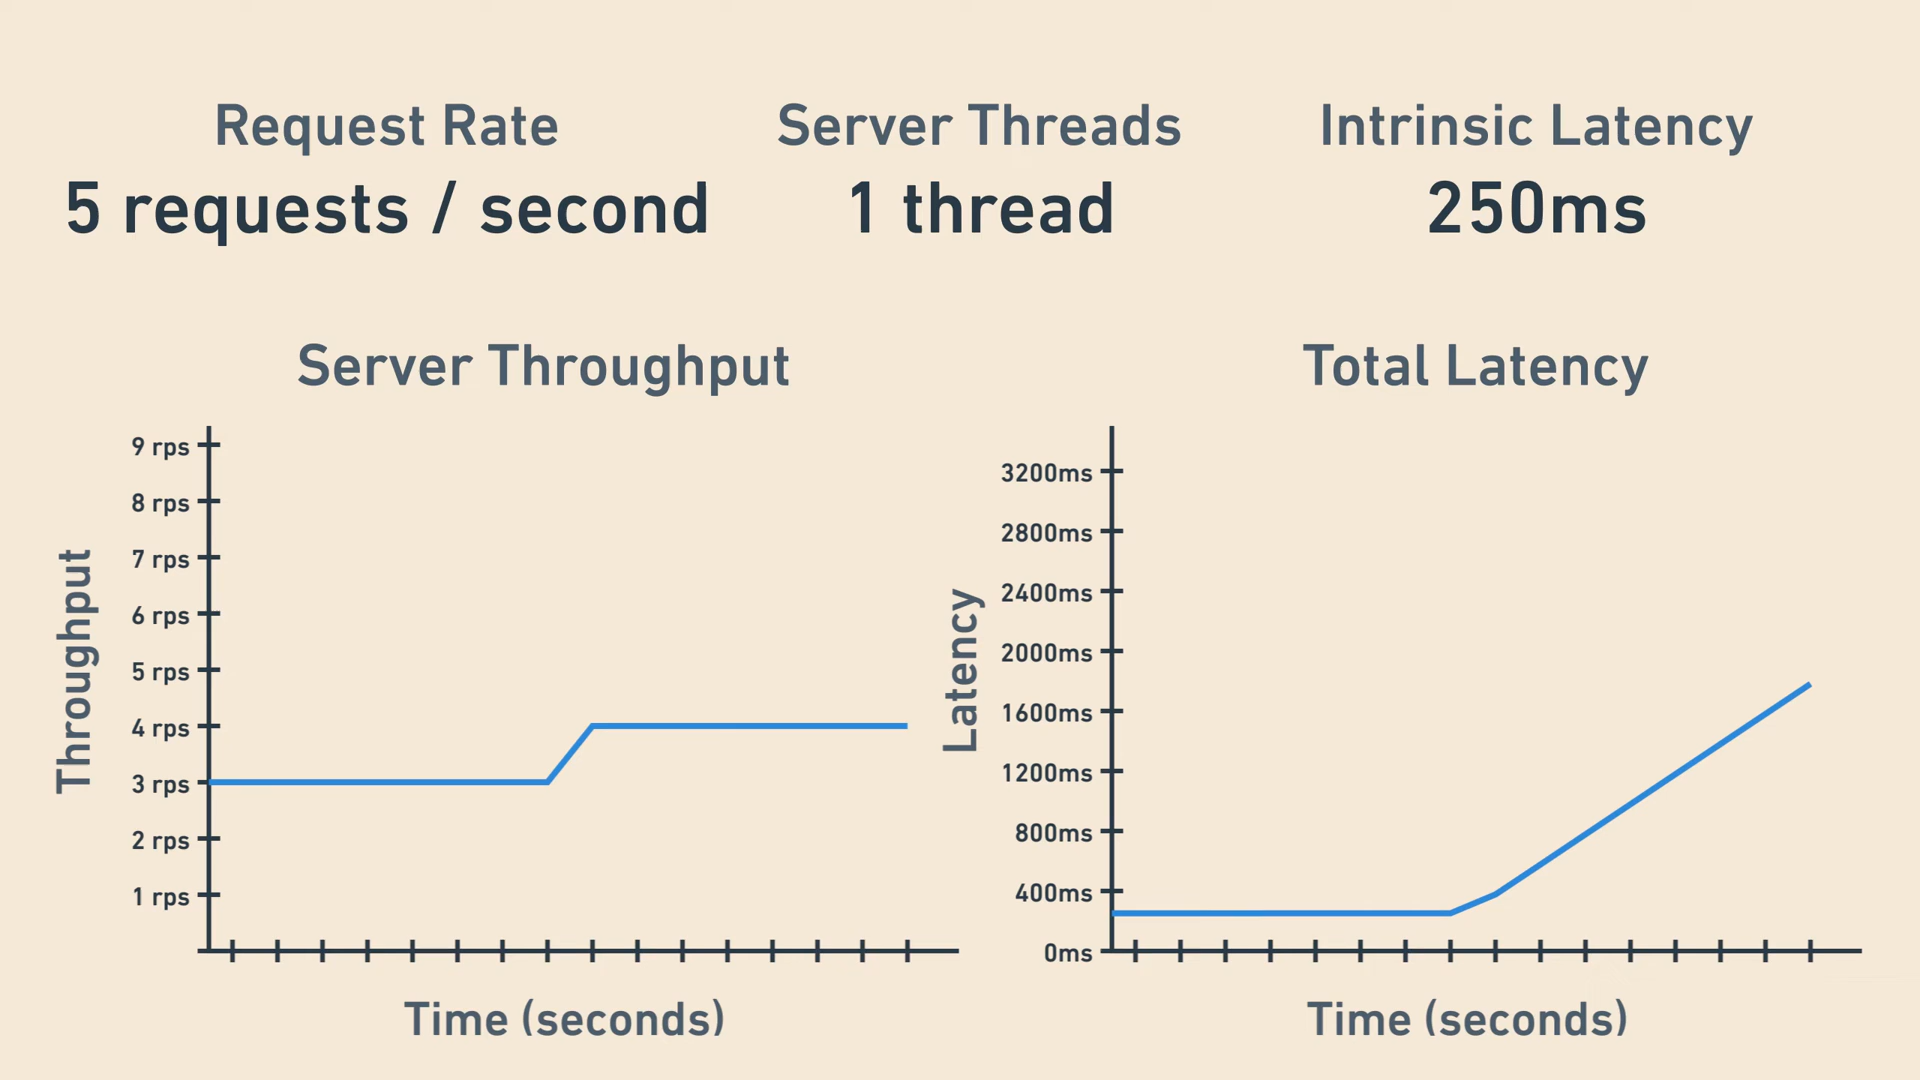 Request Rate
5 requests / second
Server Threads
1 thread
Intrinsic Latency
250ms
Server Throughput
Throughput
9 rps
8 rps
7 rps
6 rps
5 rps
4 rps
3 rps
2 rps
1 rps
Time (seconds)
Total Latency
Latency
3200ms
2800ms
2400ms
2000ms
1600ms
1200ms
800ms
400ms
0ms
Time (seconds)